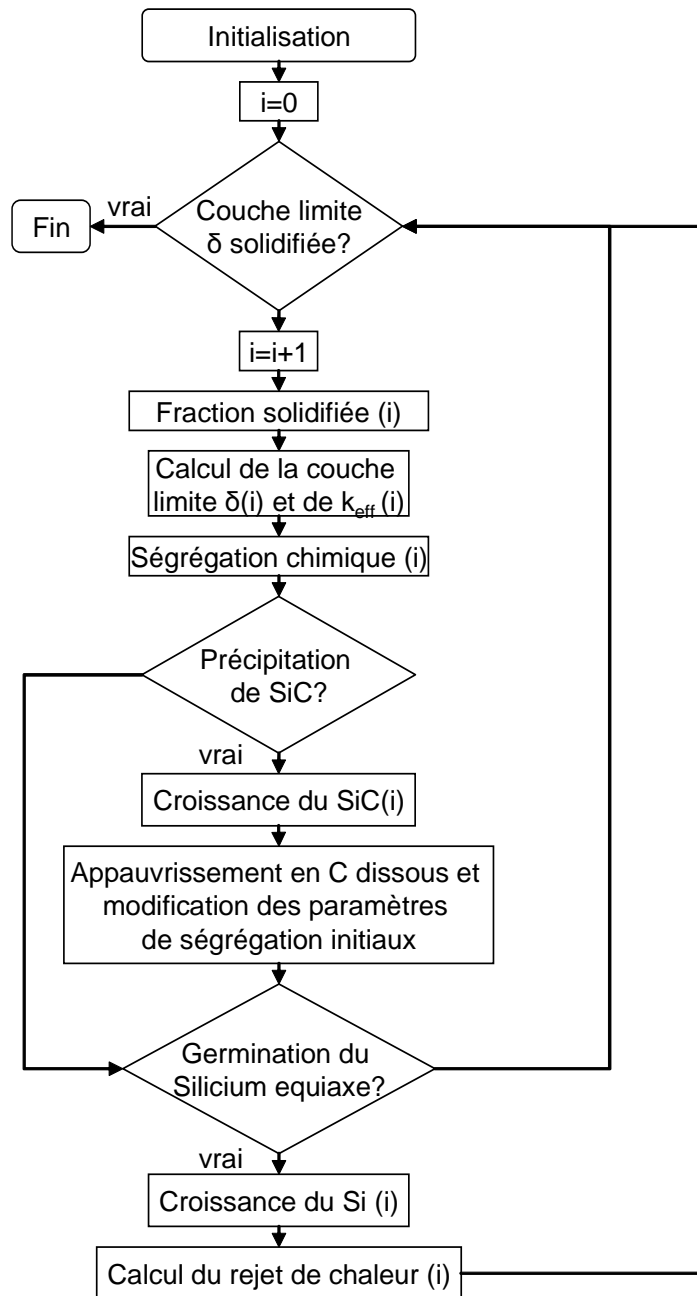 Initialisation
i=0
vrai
Fin
Couche limite
δ solidifiée?
i=i+1
Fraction solidifiée (i)
Calcul de la couche
limite δ(i) et de keff (i)
Ségrégation chimique (i)
Précipitation
de SiC?
vrai
Croissance du SiC(i)
Appauvrissement en C dissous et
modification des paramètres
de ségrégation initiaux
Germination du
Silicium equiaxe?
vrai
Croissance du Si (i)
Calcul du rejet de chaleur (i)